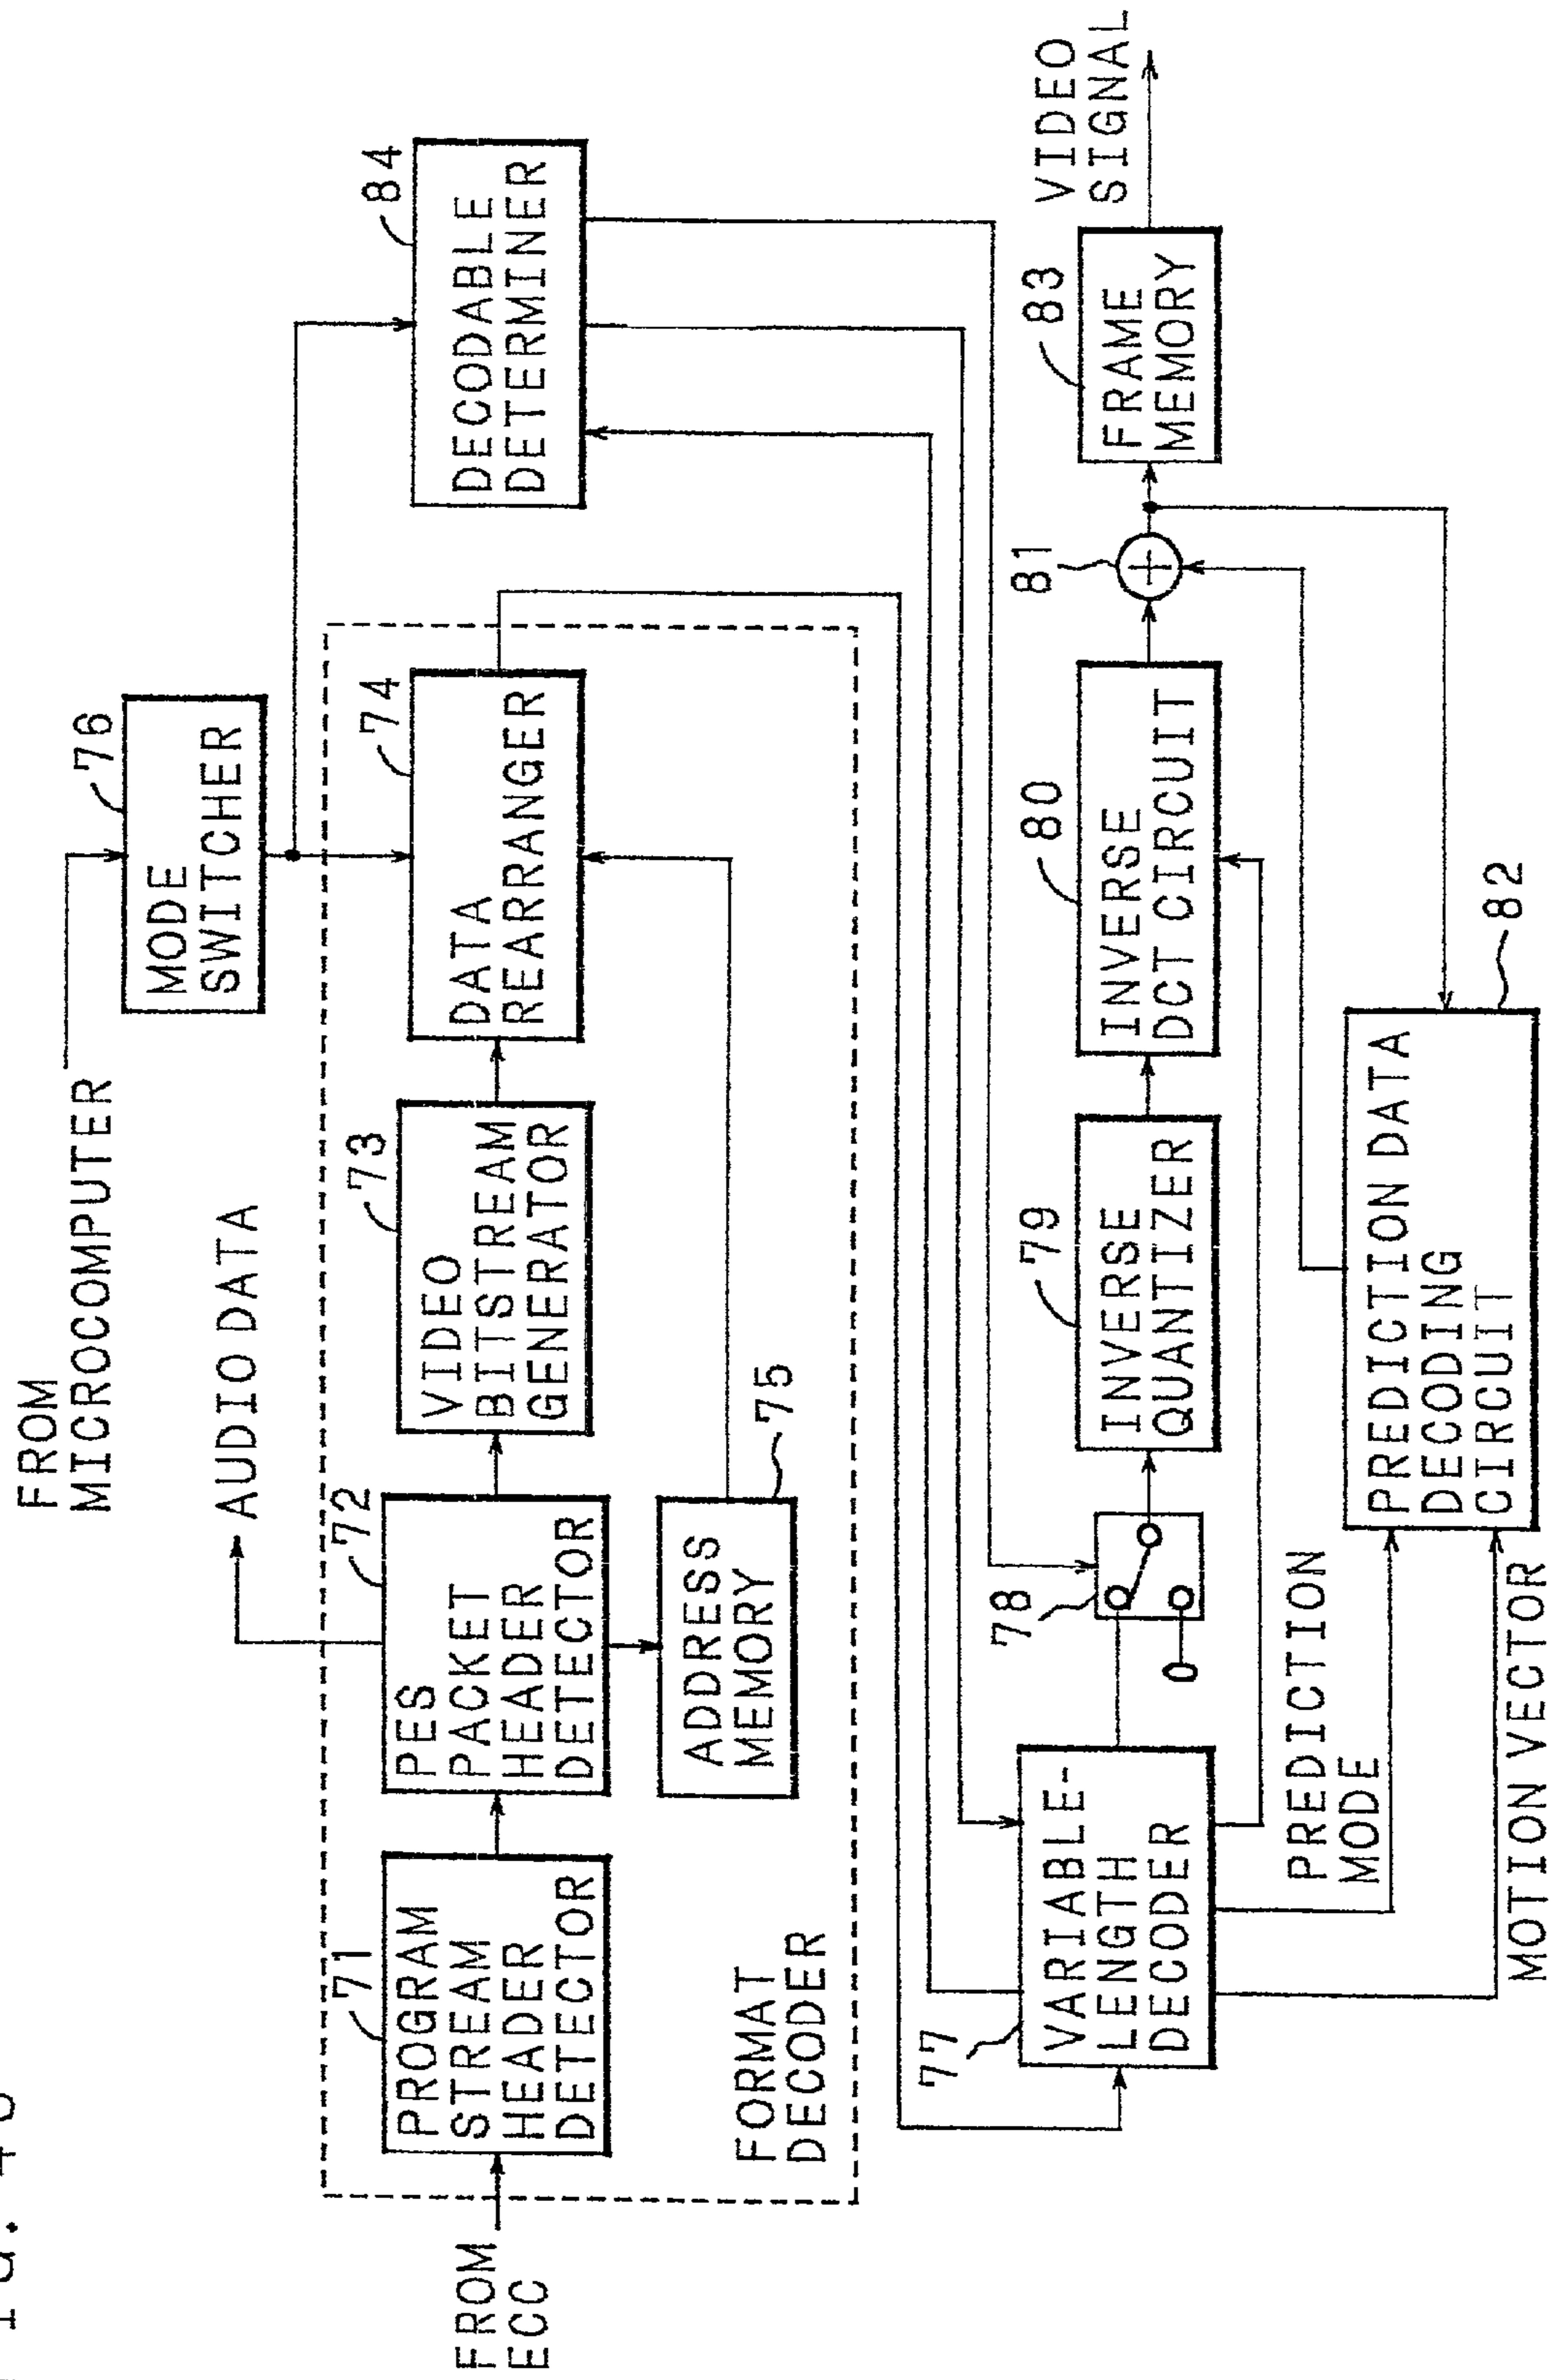 FROM
MICROCOMPUTER
76
MODE
SWITCHER
AUDIO DATA
84
DECODABLE
DETERMINER
71
PROGRAM
STREAM
HEADER
DETECTOR
72
PES
PACKET
HEADER
DETECTOR
73
VIDEO
BITSTREAM
GENERATOR
74
DATA
REARRANGER
FROM
ECC
ADDRESS
MEMORY
75
FORMAT
DECODER
77
VARIABLE-
LENGTH
DECODER
78
0
79
INVERSE
QUANTIZER
80
INVERSE
DCT CIRCUIT
81
83
FRAME
MEMORY
VIDEO
SIGNAL
PREDICTION
MODE
MOTION VECTOR
PREDICTION DATA
DECODING
CIRCUIT
82